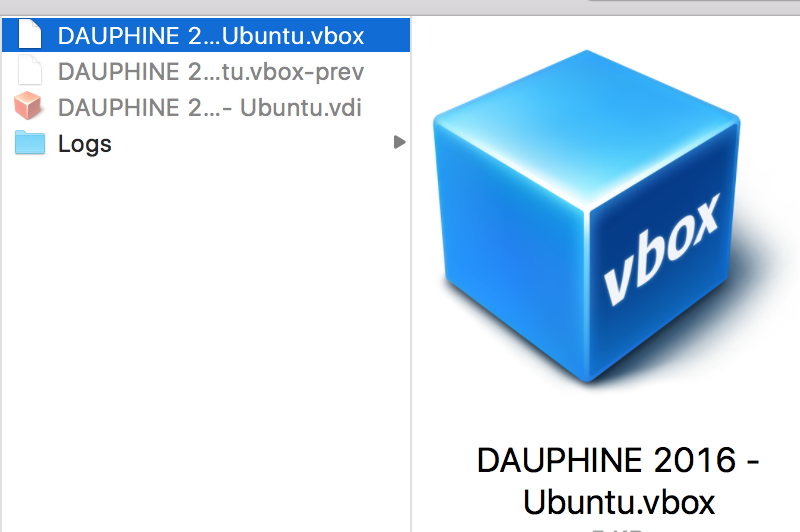 DAUPHINE 2...Ubuntu.vbox
DAUPHINE 2...tu.vbox-prev
DAUPHINE 2...- Ubuntu.vdi
Logs
vbox
DAUPHINE 2016 -
Ubuntu.vbox